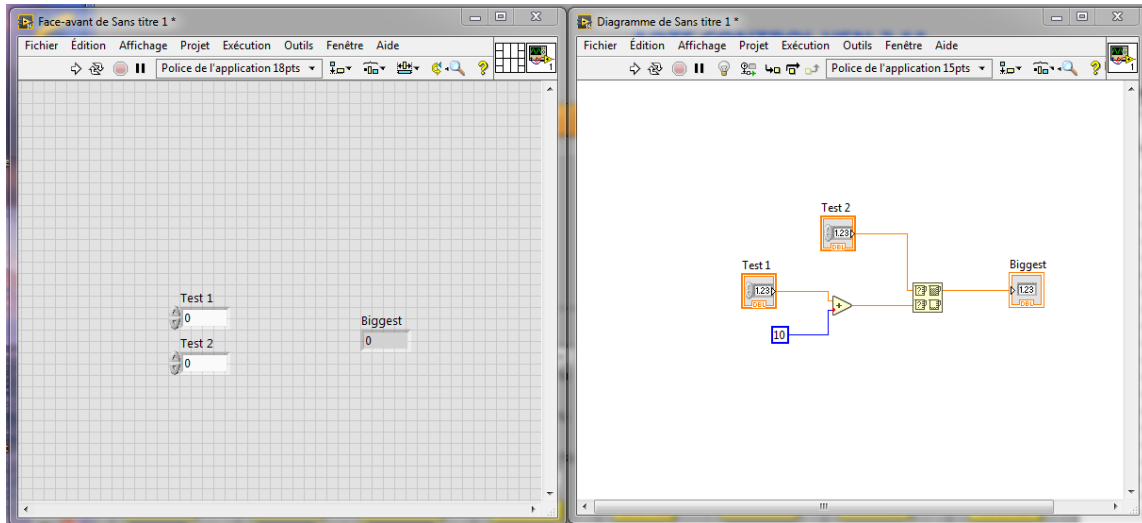 Face-avant de Sans titre 1 *
Fichier Édition Affichage Projet Exécution Outils Fenêtre Aide
Police de l'application 18pts
1
Test 1
0
Test 2
0
Biggest
0
Diagramme de Sans titre 1 *
Fichier Édition Affichage Projet Exécution Outils Fenêtre Aide
Police de l'application 15pts
1
Test 2
1.23
DBL
Test 1
1.23
DBL
10
Biggest
1.23
DBL